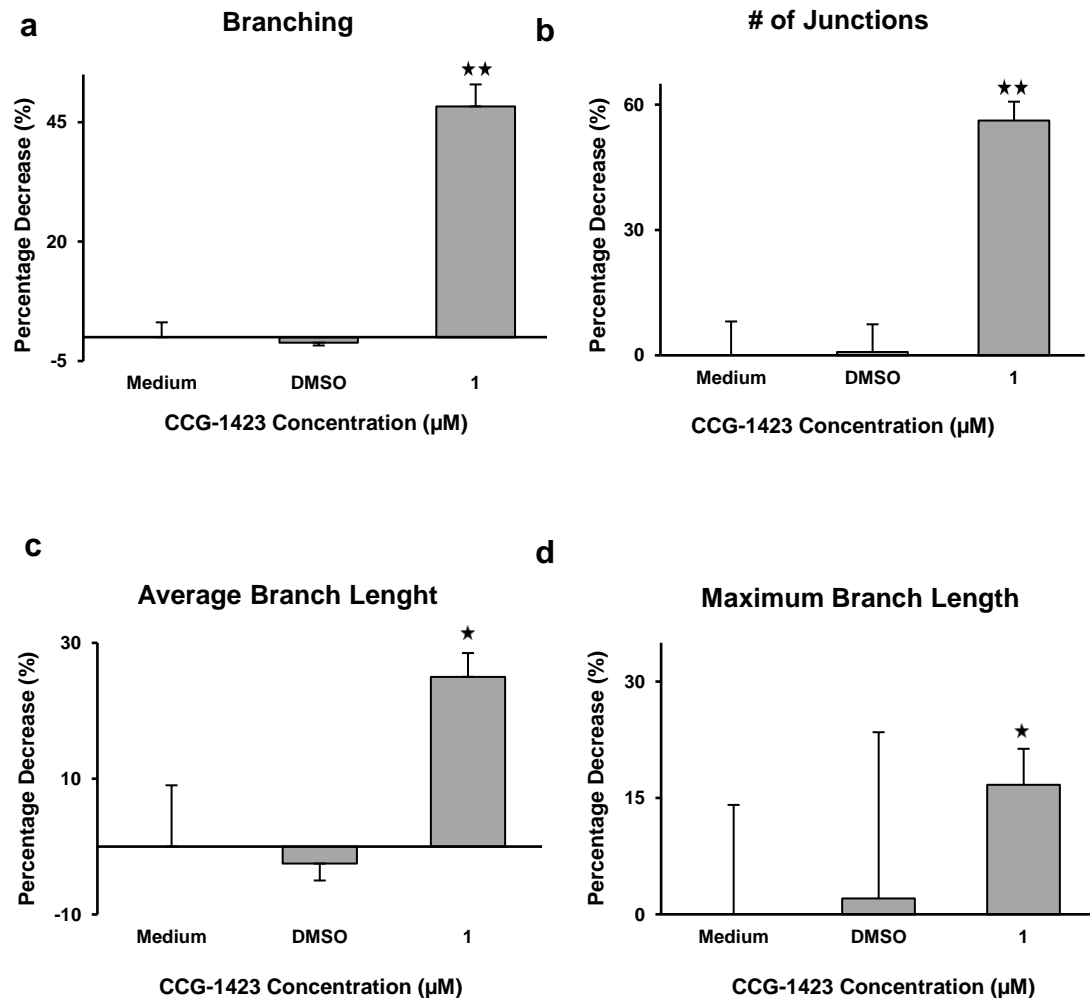 a
Branching
Percentage Decrease (%)
★★
45
20
-5
Medium DMSO 1
CCG-1423 Concentration (µM)
b
# of Junctions
Percentage Decrease (%)
★★
60
30
0
Medium DMSO 1
CCG-1423 Concentration (µM)
c
Average Branch Lenght
Percentage Decrease (%)
★
30
10
-10
Medium DMSO 1
CCG-1423 Concentration (µM)
d
Maximum Branch Length
Percentage Decrease (%)
★
30
15
0
Medium DMSO 1
CCG-1423 Concentration (µM)